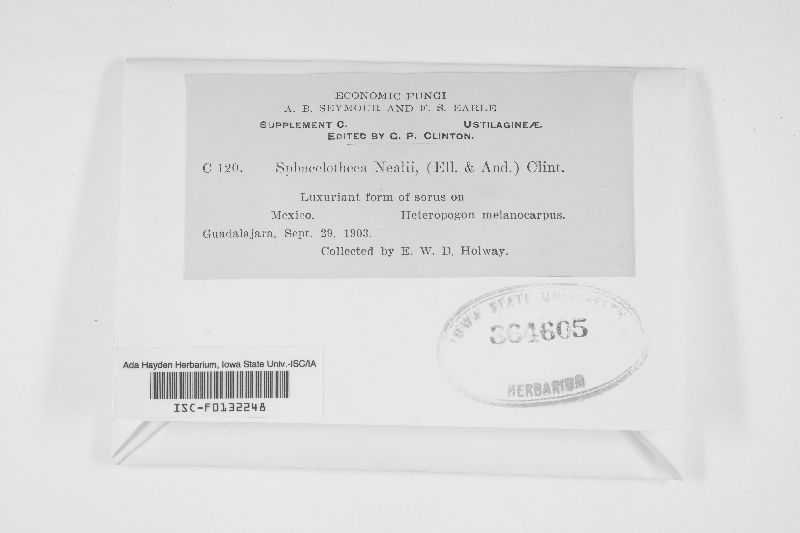 ECONOMIC FUNGI
A. B. SEYMOUR AND F. S. EARLE
SUPPLEMENT C. USTILAGINEÆ.
EDITED BY G. P. CLINTON.
C 120. Sphacelotheca Nealii, (Ell. & And.) Clint.
Luxuriant form of sorus on
Mexico. Heteropogon melanocarpus.
Guadalajara, Sept. 29, 1903.
Collected by E. W. D. Holway.
IOWA STATE UNIVERSITY
364605
HERBARIUM
Ada Hayden Herbarium, Iowa State Univ.-ISC/IA
ISC-F0132248